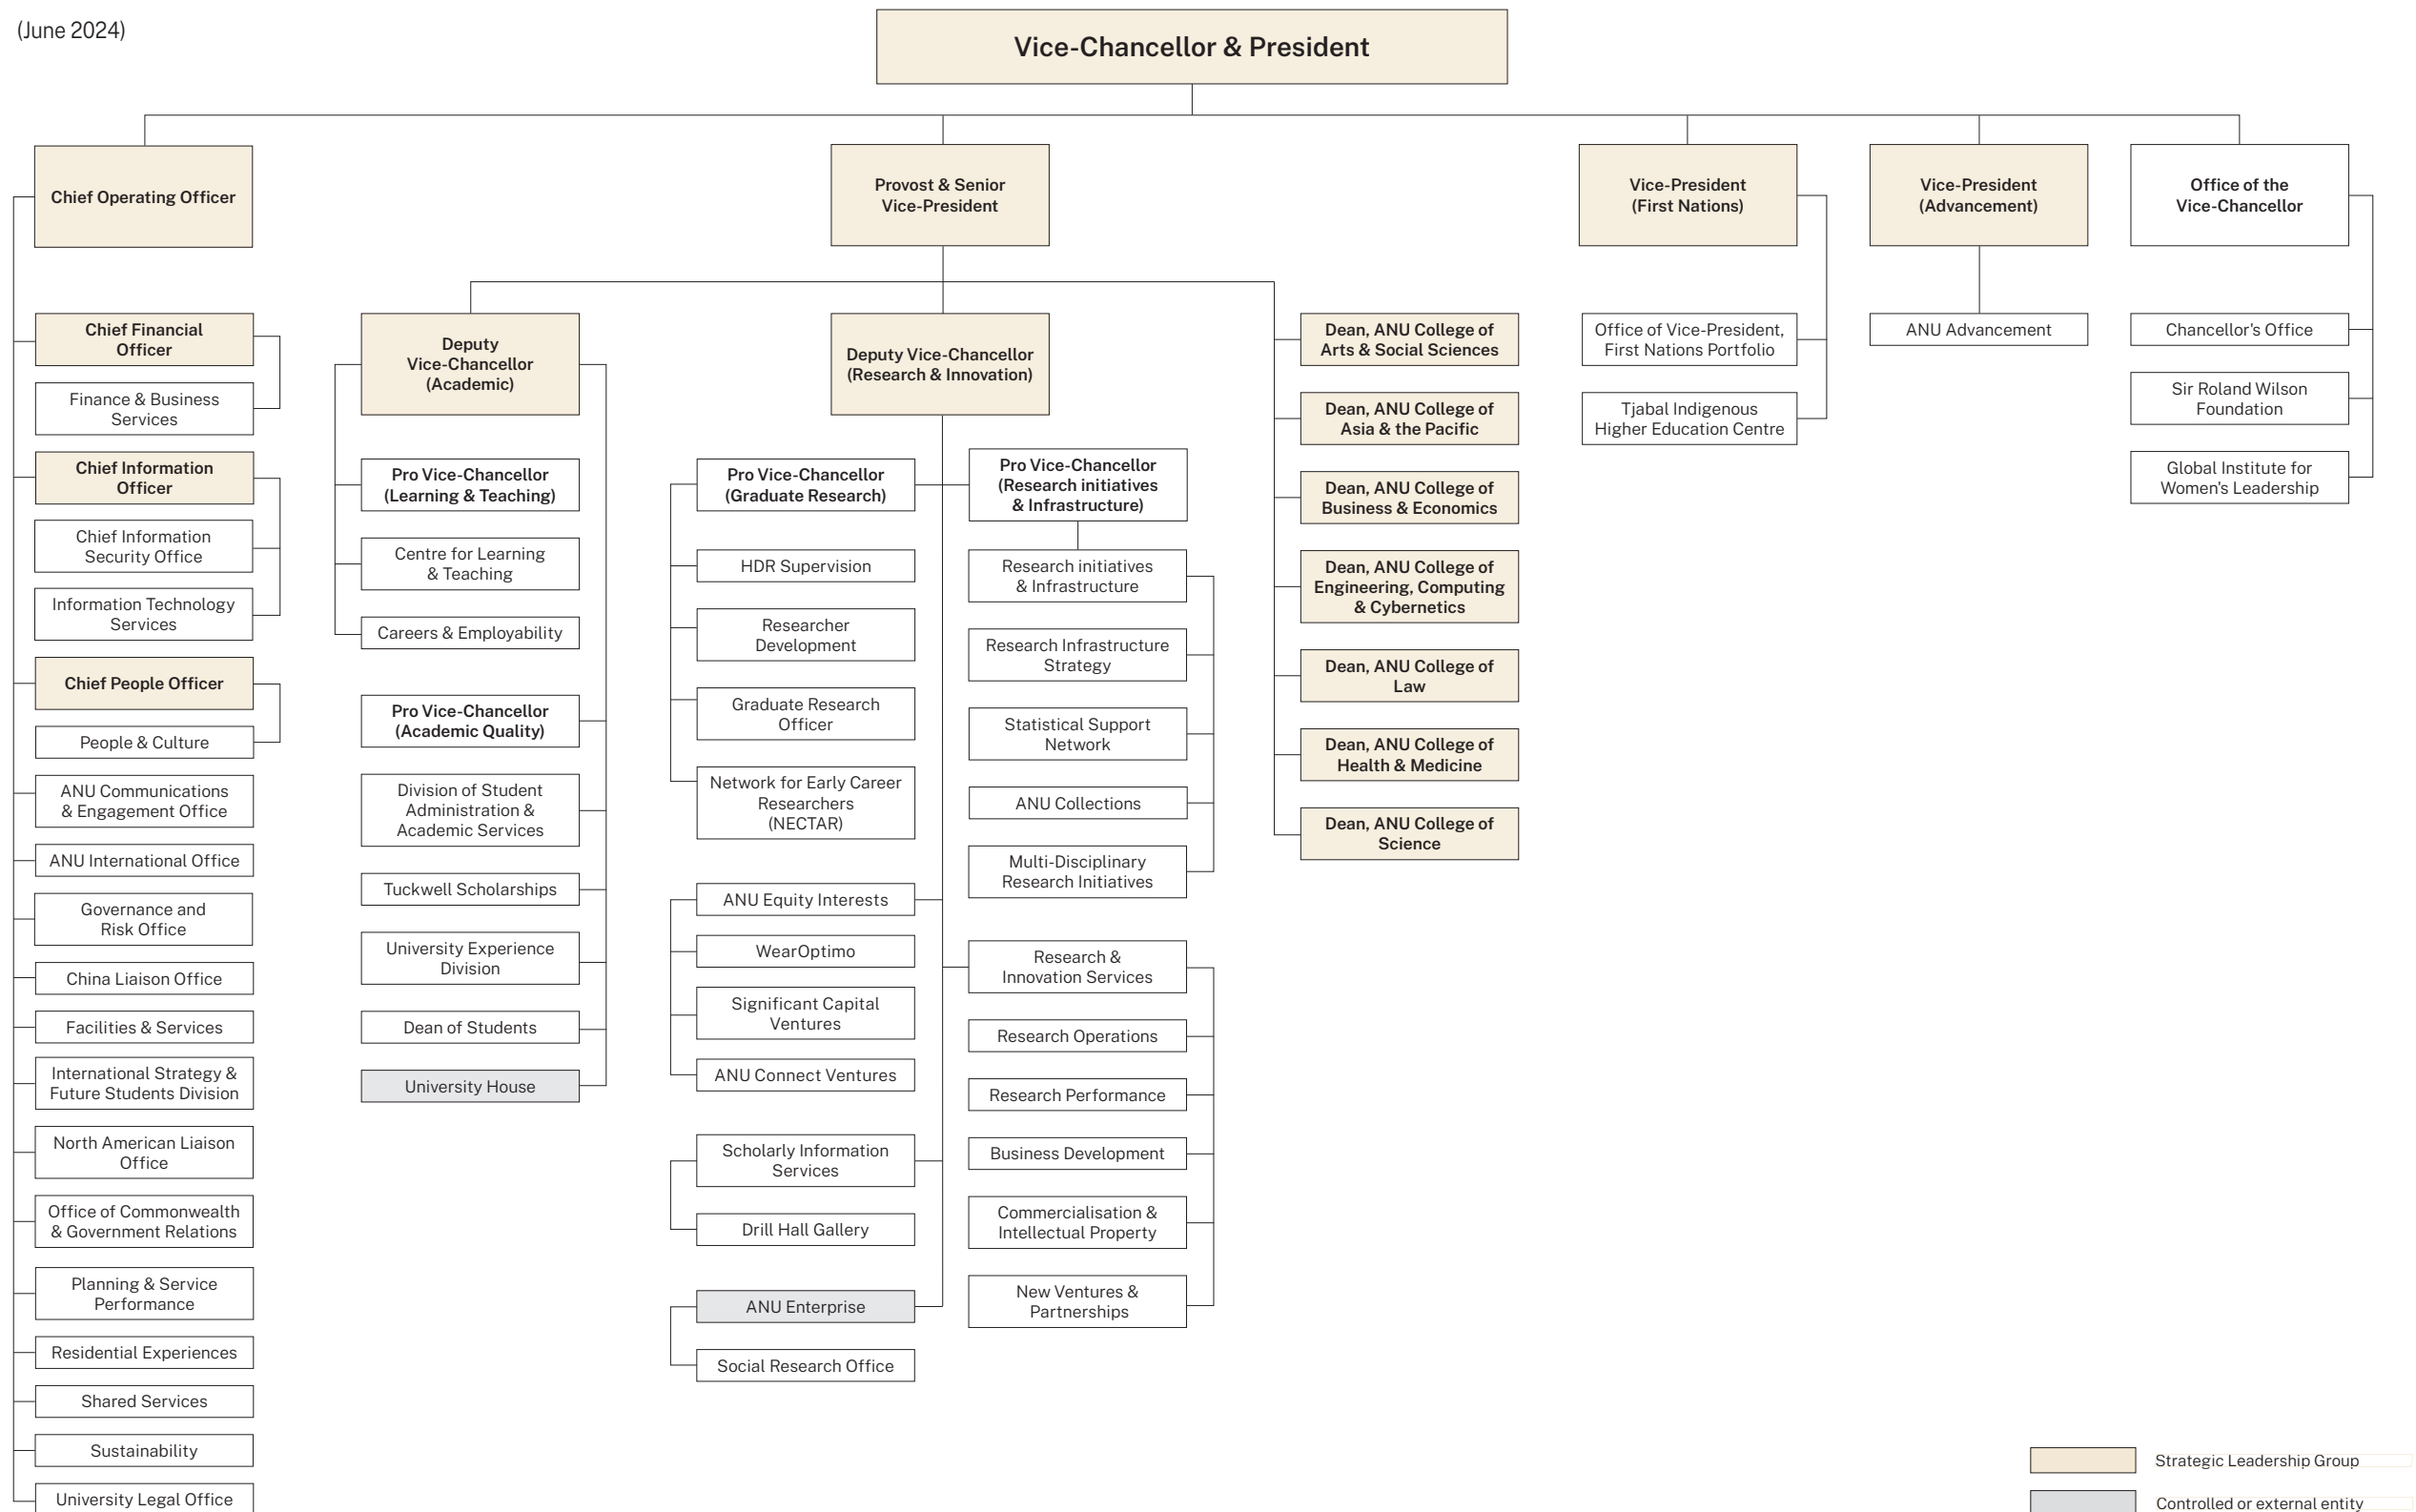 (June 2024)
Vice-Chancellor & President
Chief Operating Officer
Provost & Senior
Vice-President
Vice-President
(First Nations)
Vice-President
(Advancement)
Office of the
Vice-Chancellor
Chief Financial
Officer
Finance & Business
Services
Chief Information
Officer
Chief Information
Security Office
Information Technology
Services
Chief People Officer
People & Culture
ANU Communications
& Engagement Office
ANU International Office
Governance and
Risk Office
China Liaison Office
Facilities & Services
International Strategy &
Future Students Division
North American Liaison
Office
Office of Commonwealth
& Government Relations
Planning & Service
Performance
Residential Experiences
Shared Services
Sustainability
University Legal Office
Deputy
Vice-Chancellor
(Academic)
Pro Vice-Chancellor
(Learning & Teaching)
Centre for Learning
& Teaching
Careers & Employability
Pro Vice-Chancellor
(Academic Quality)
Division of Student
Administration &
Academic Services
Tuckwell Scholarships
University Experience
Division
Dean of Students
University House
Deputy Vice-Chancellor
(Research & Innovation)
Pro Vice-Chancellor
(Graduate Research)
HDR Supervision
Researcher
Development
Graduate Research
Officer
Network for Early Career
Researchers
(NECTAR)
ANU Equity Interests
WearOptimo
Significant Capital
Ventures
ANU Connect Ventures
Scholarly Information
Services
Drill Hall Gallery
ANU Enterprise
Social Research Office
Pro Vice-Chancellor
(Research initiatives
& Infrastructure)
Research initiatives
& Infrastructure
Research Infrastructure
Strategy
Statistical Support
Network
ANU Collections
Multi-Disciplinary
Research Initiatives
Research &
Innovation Services
Research Operations
Research Performance
Business Development
Commercialisation &
Intellectual Property
New Ventures &
Partnerships
Dean, ANU College of
Arts & Social Sciences
Dean, ANU College of
Asia & the Pacific
Dean, ANU College of
Business & Economics
Dean, ANU College of
Engineering, Computing
& Cybernetics
Dean, ANU College of
Law
Dean, ANU College of
Health & Medicine
Dean, ANU College of
Science
Office of Vice-President,
First Nations Portfolio
Tjabal Indigenous
Higher Education Centre
ANU Advancement
Chancellor's Office
Sir Roland Wilson
Foundation
Global Institute for
Women's Leadership
Strategic Leadership Group
Controlled or external entity